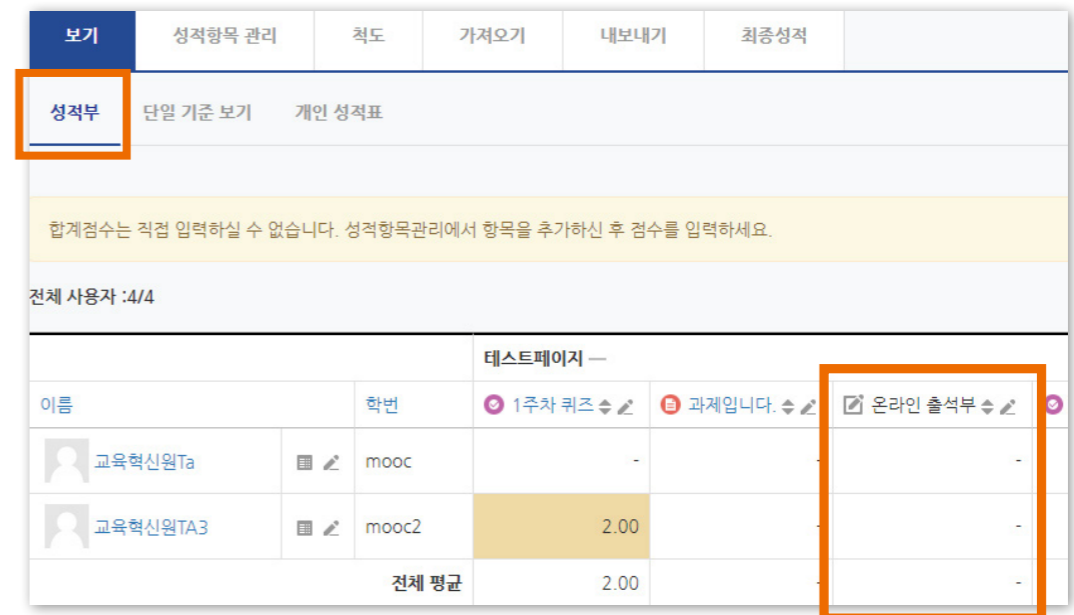 보기 성적항목 관리 척도 가져오기 내보내기 최종성적
성적부 단일 기준 보기 개인 성적표
합계점수는 직접 입력하실 수 없습니다. 성적항목관리에서 항목을 추가하신 후 점수를 입력하세요.
전체 사용자 :4/4
테스트페이지 —
이름 학번 1주차 퀴즈 과제입니다. 온라인 출석부
교육혁신원Ta mooc - - -
교육혁신원TA3 mooc2 2.00 - -
전체 평균 2.00 - -